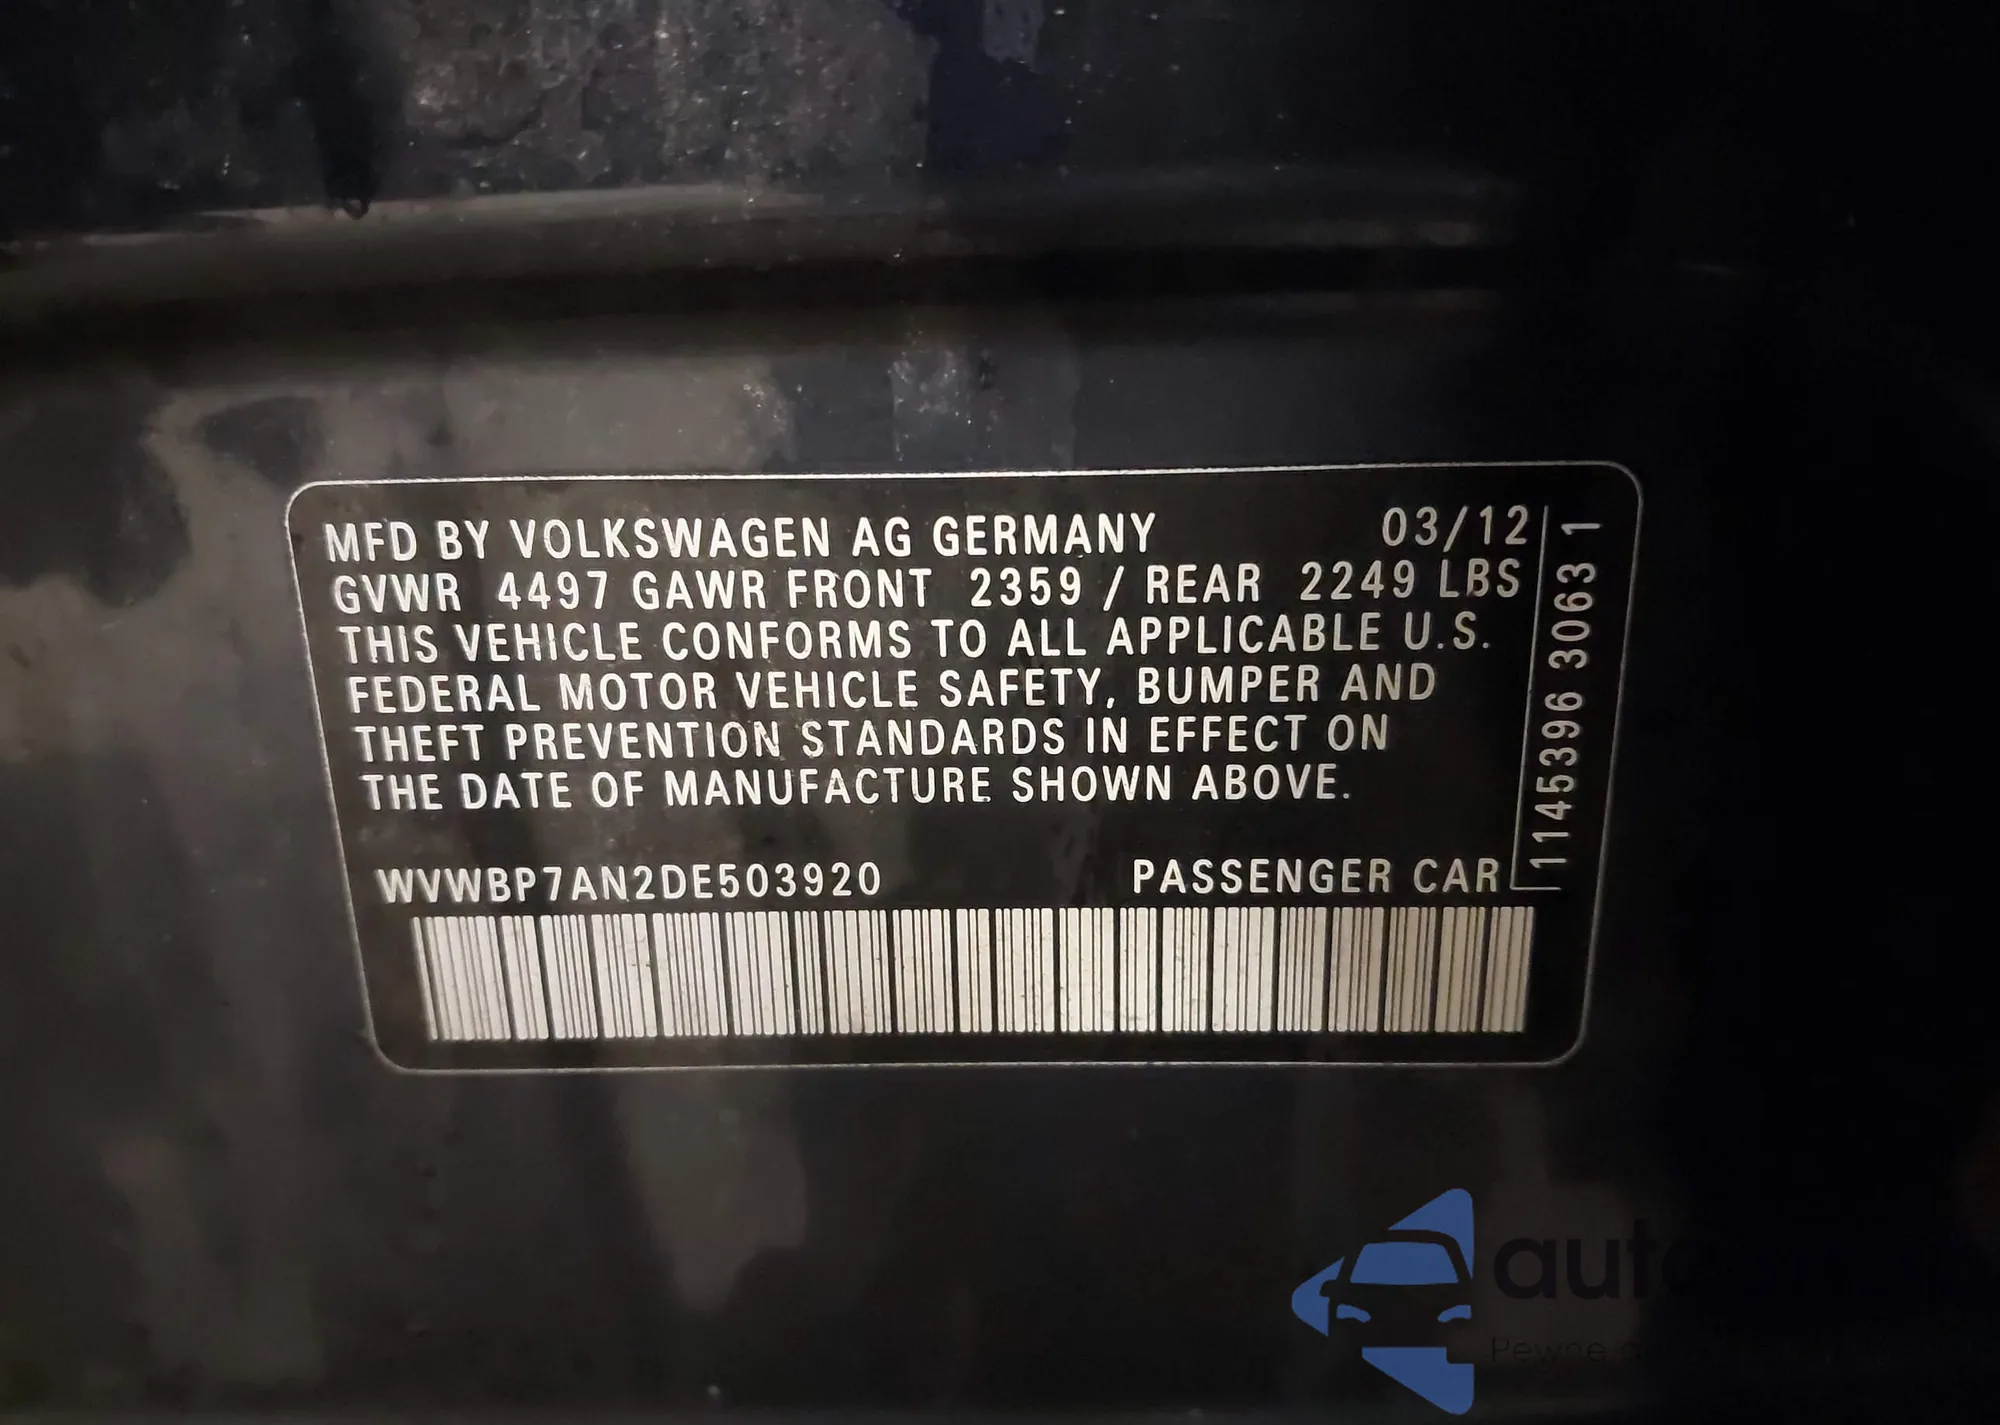 MFD BY VOLKSWAGEN AG GERMANY 03/12
GVWR 4497 GAWR FRONT 2359 / REAR 2249 LBS
THIS VEHICLE CONFORMS TO ALL APPLICABLE U.S.
FEDERAL MOTOR VEHICLE SAFETY, BUMPER AND
THEFT PREVENTION STANDARDS IN EFFECT ON
THE DATE OF MANUFACTURE SHOWN ABOVE.
WVWBP7AN2DE503920 PASSENGER CAR
1145396 3063 1
Pewne